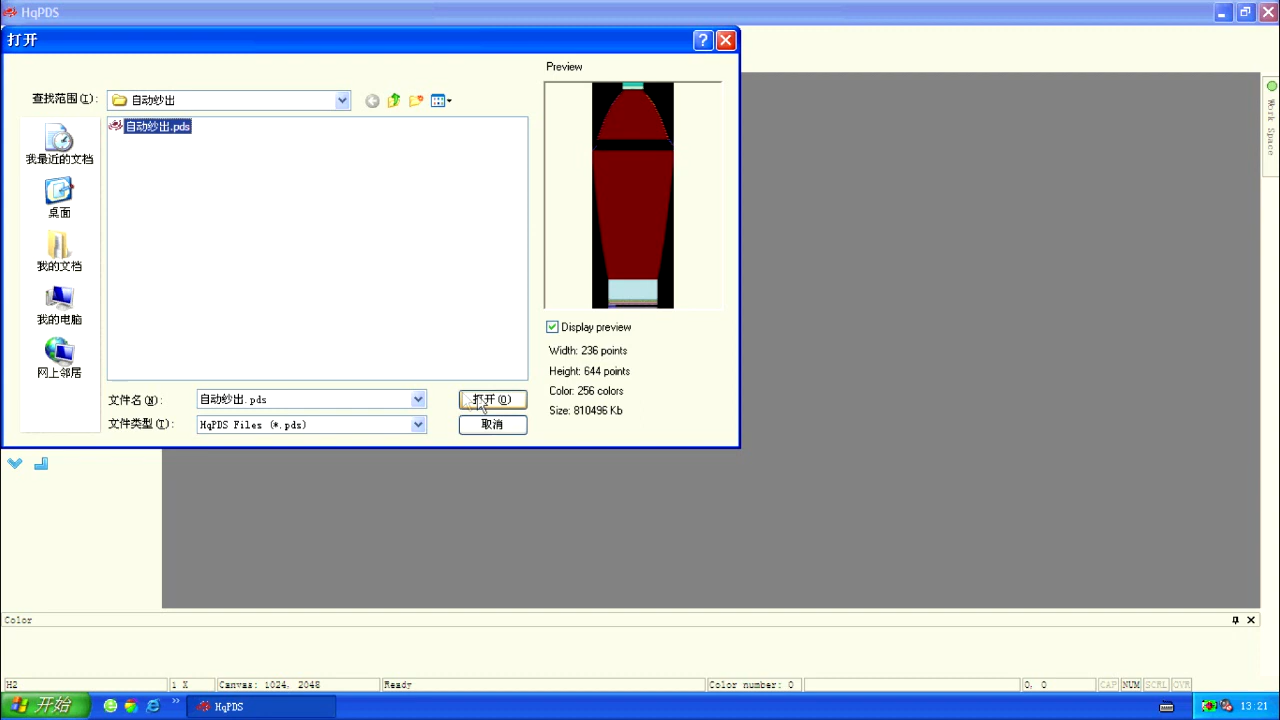 HqPDS
打开
Preview
查找范围(I):
自动纱出
自动纱出.pds
我最近的文档
桌面
我的文档
我的电脑
网上邻居
Display preview
Width: 236 points
Height: 644 points
Color: 256 colors
Size: 810496 Kb
文件名(N):
自动纱出.pds
打开(O)
文件类型(T):
HqPDS Files (*.pds)
取消
Work Space
Color
H2
1 X
Canvas: 1024, 2048
Ready
Color number: 0
0, 0
CAP
NUM
SCRL
OVR
开始
HqPDS
13:21